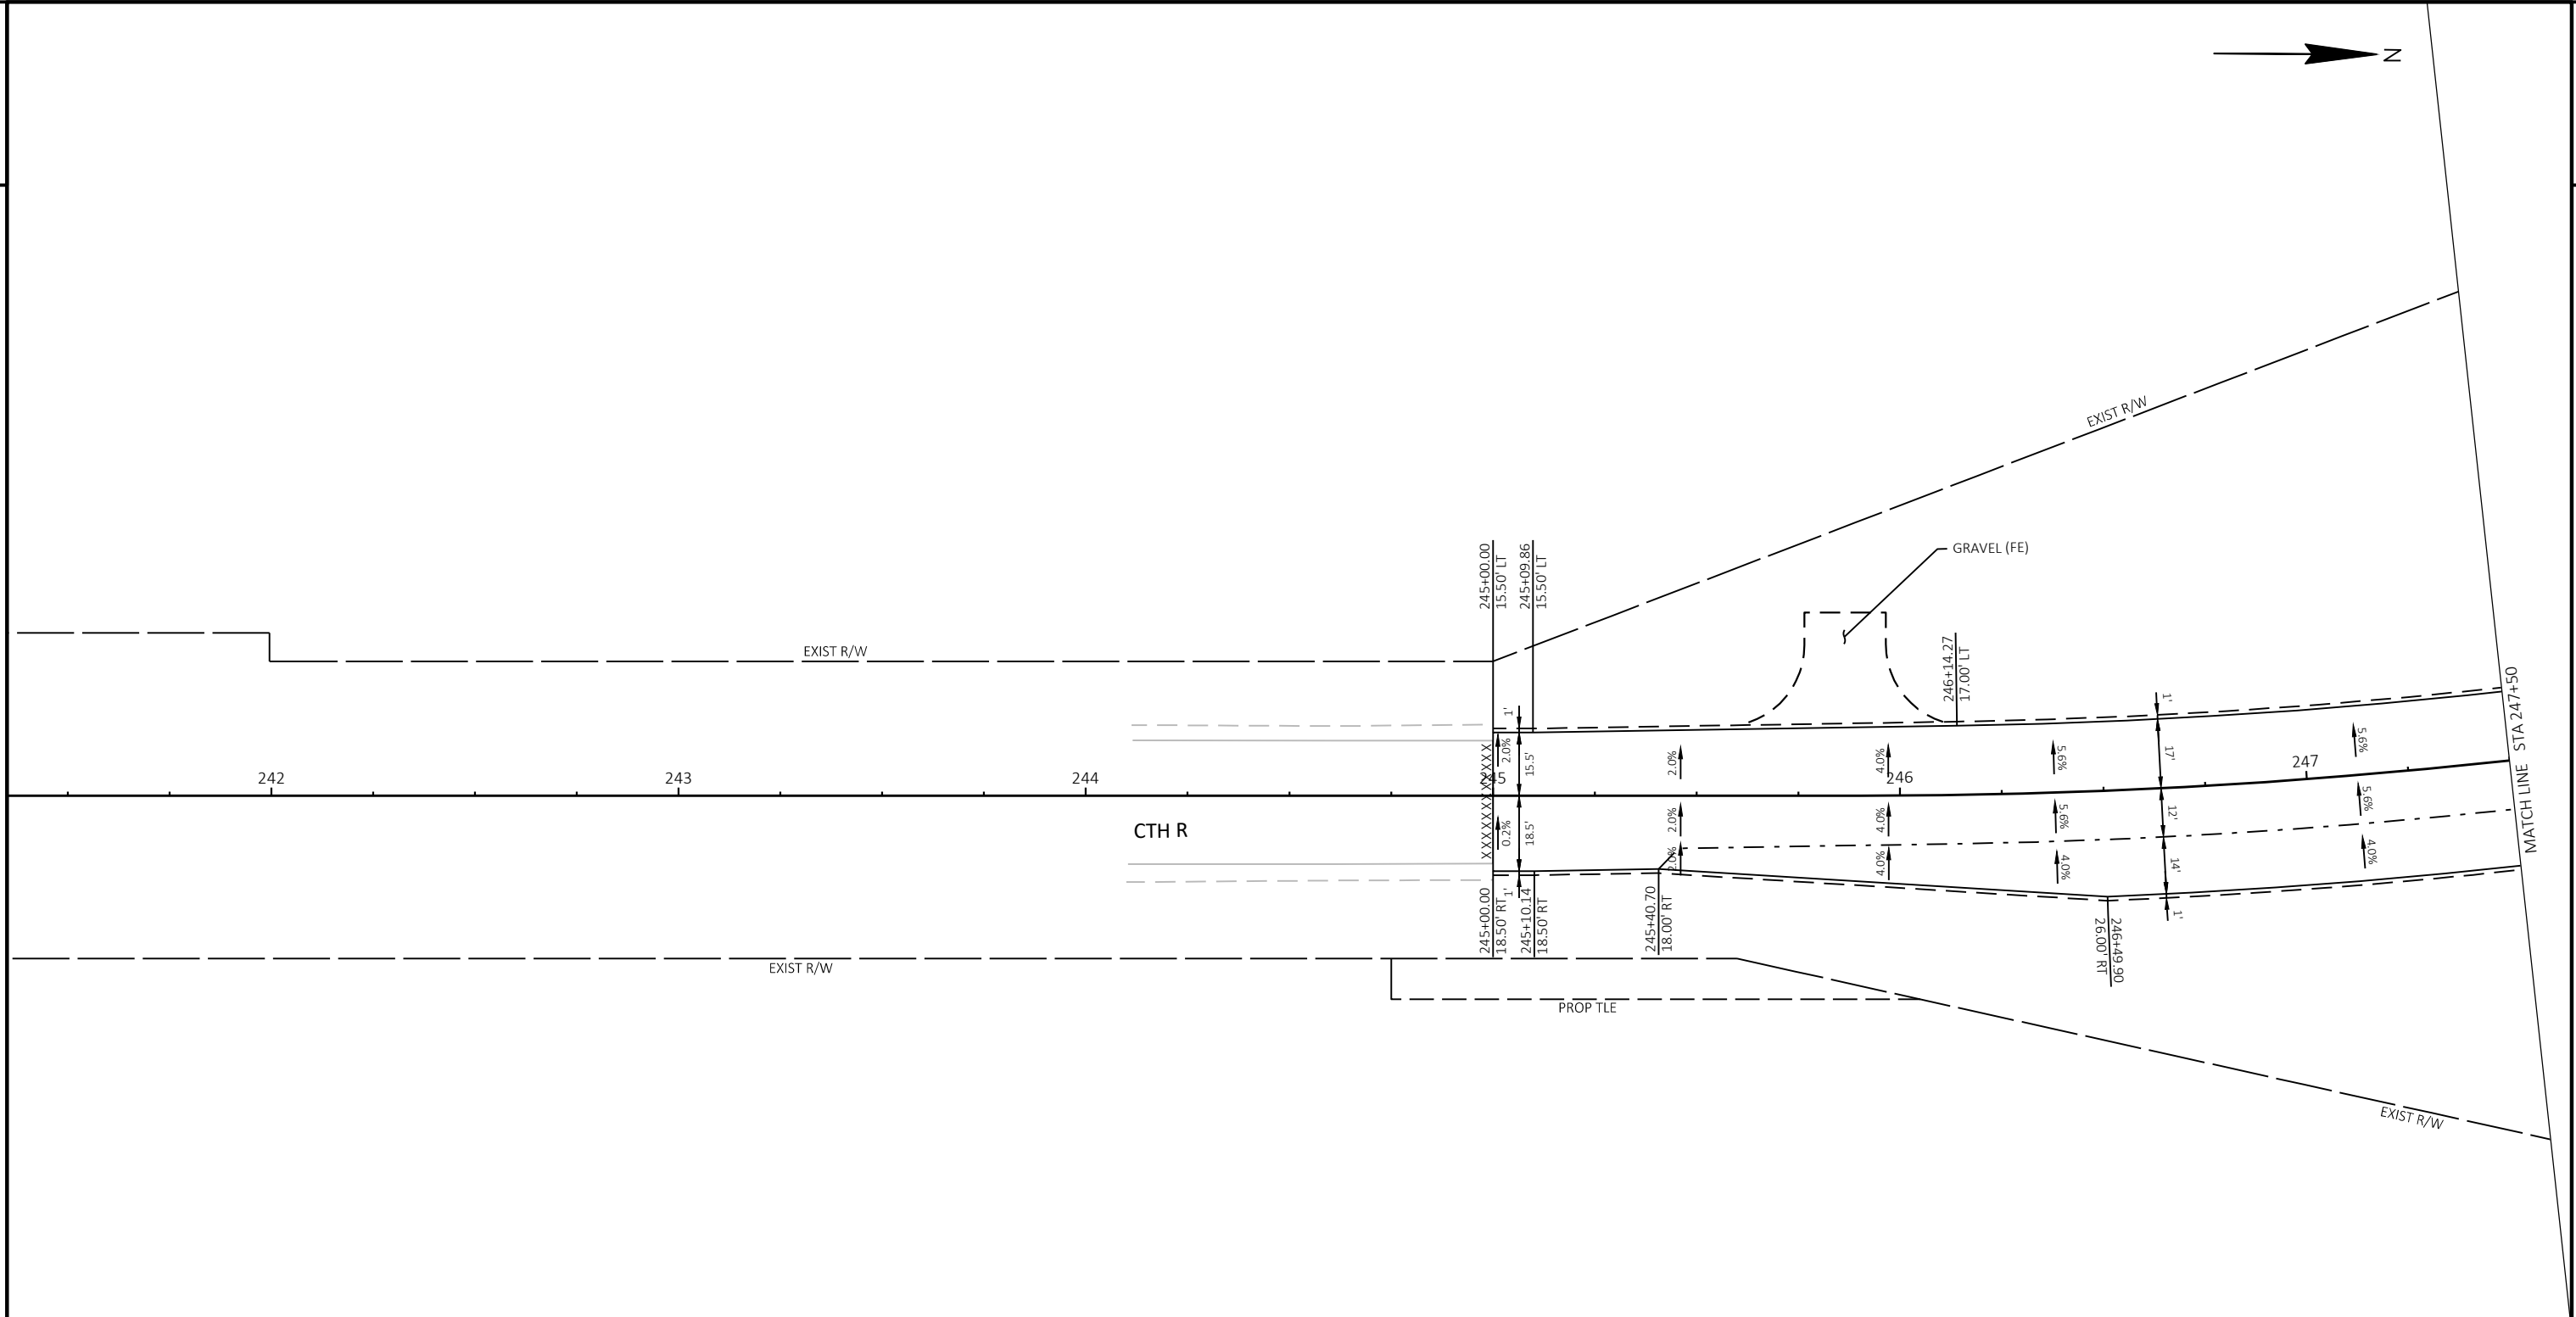 N
EXIST R/W
GRAVEL (FE)
245+00.00
15.50' LT
245+09.86
15.50' LT
246+14.27
17.00' LT
EXIST R/W
MATCH LINE STA 247+50
1'
1'
2.0%
15.5'
2.0%
4.0%
5.6%
17'
5.6%
242
243
244
245
246
247
XXXXXXXXXXXXXXX
CTH R
0.2%
18.5'
2.0%
4.0%
5.6%
12'
5.6%
2.0%
4.0%
4.0%
14'
4.0%
1'
1'
245+00.00
18.50' RT
245+10.14
18.50' RT
245+40.70
18.00' RT
246+49.90
26.00' RT
EXIST R/W
PROP TLE
EXIST R/W